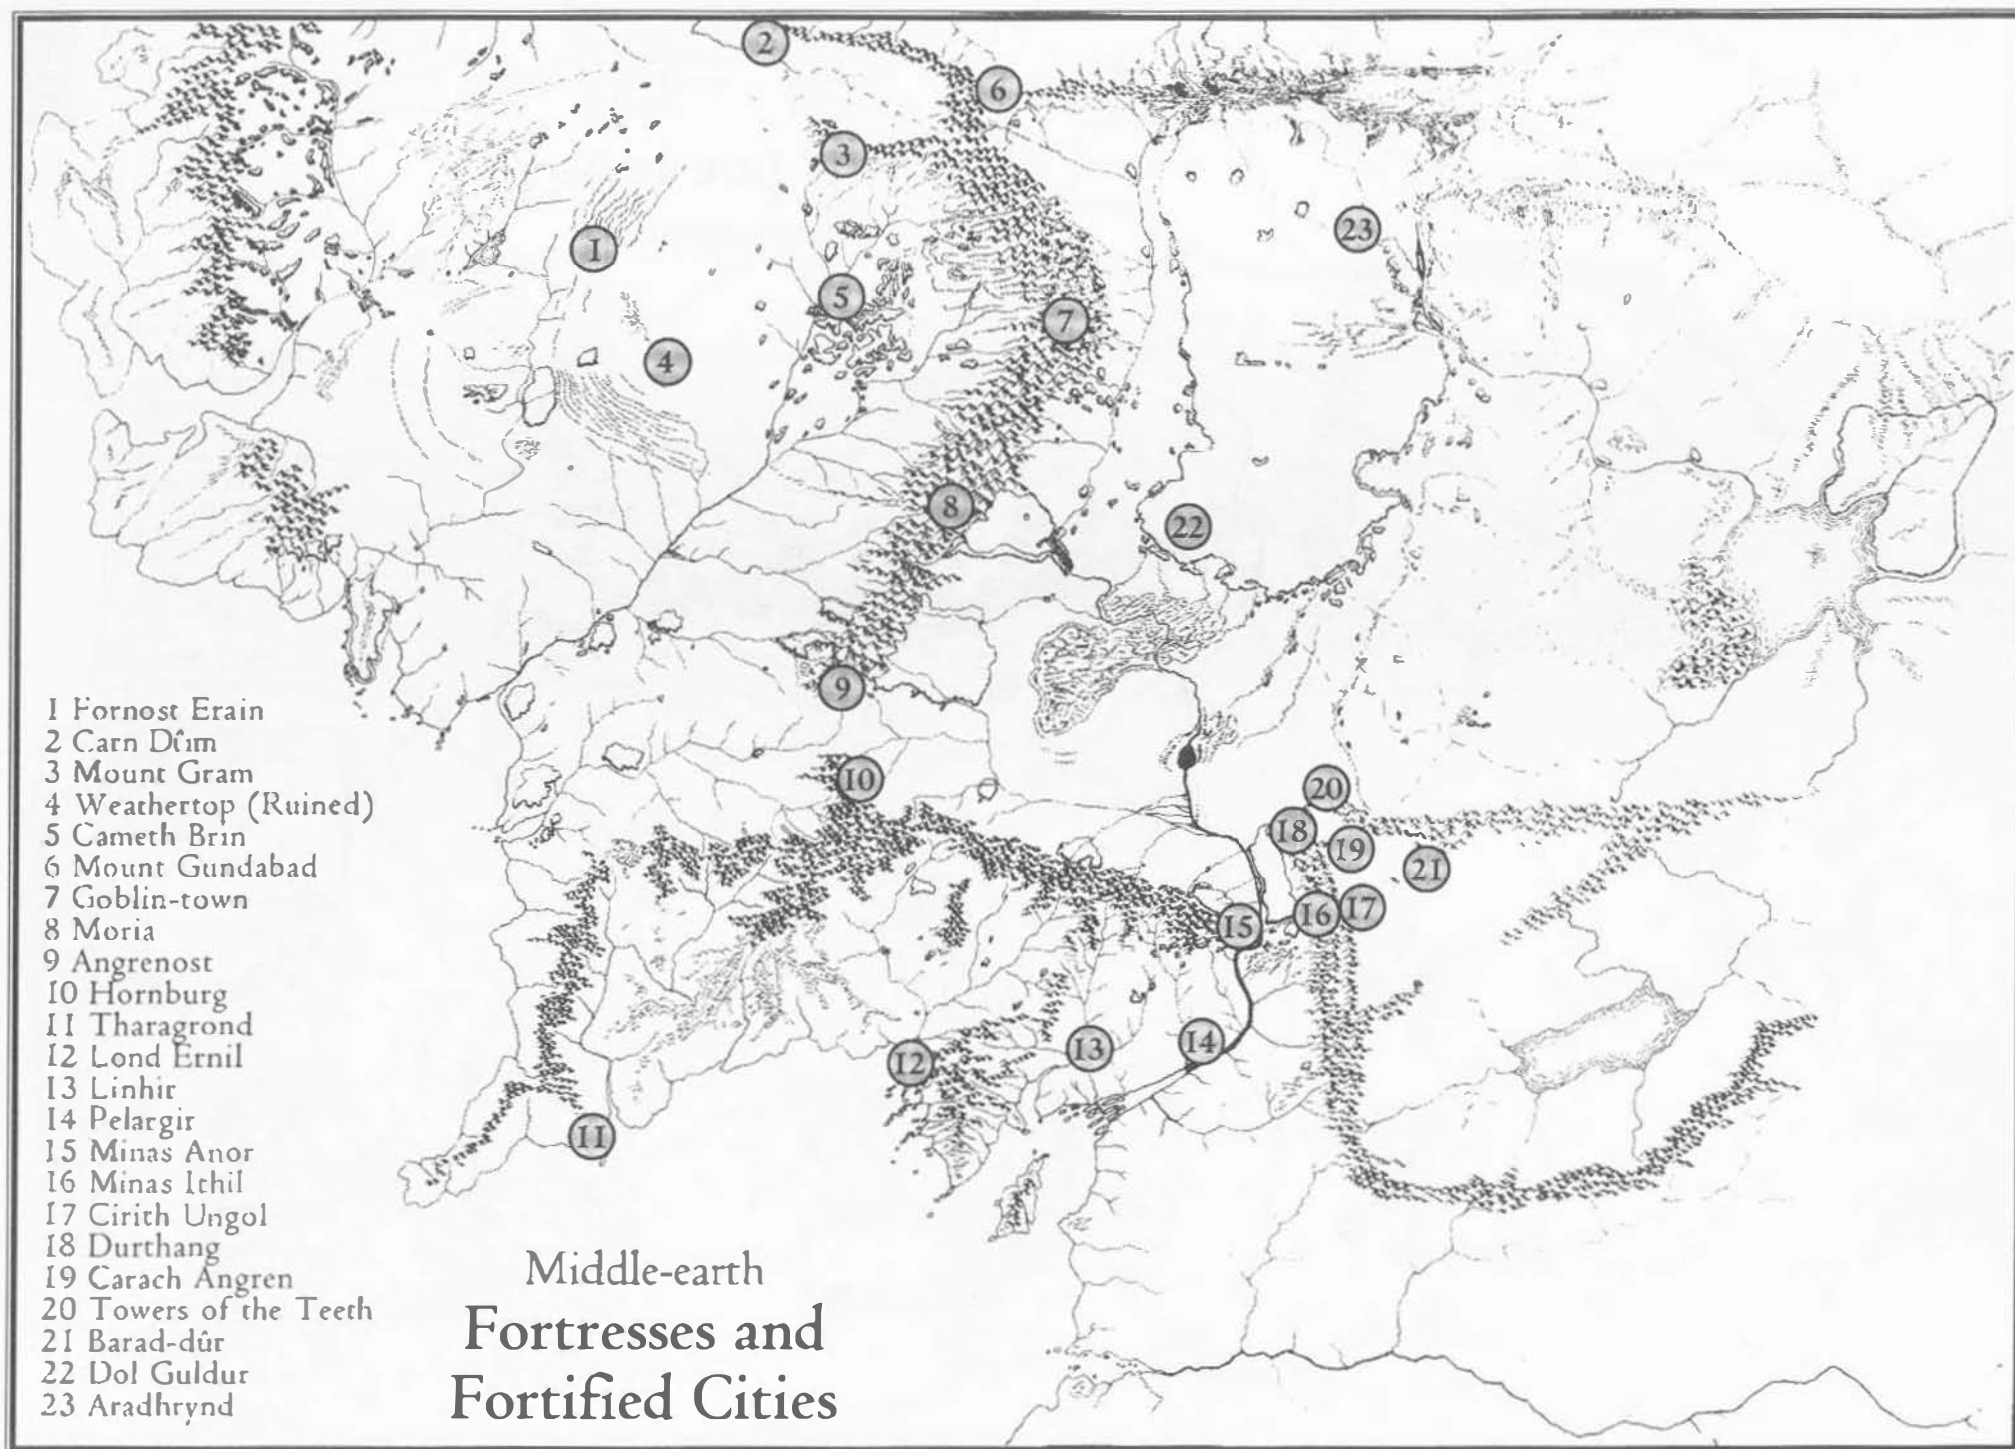 2
6
3
1
23
5
7
4
8
22
9
1 Fornost Erain
2 Carn Dûm
3 Mount Gram
4 Weathertop (Ruined)
5 Cameth Brin
6 Mount Gundabad
7 Goblin-town
8 Moria
9 Angrenost
10 Hornburg
11 Tharagrond
12 Lond Ernil
13 Linhir
14 Pelargir
15 Minas Anor
16 Minas Ithil
17 Cirith Ungol
18 Durthang
19 Carach Angren
20 Towers of the Teeth
21 Barad-dûr
22 Dol Guldur
23 Aradhrynd
10
20
18
19
21
15
16
17
12
13
14
11
Middle-earth
Fortresses and
Fortified Cities